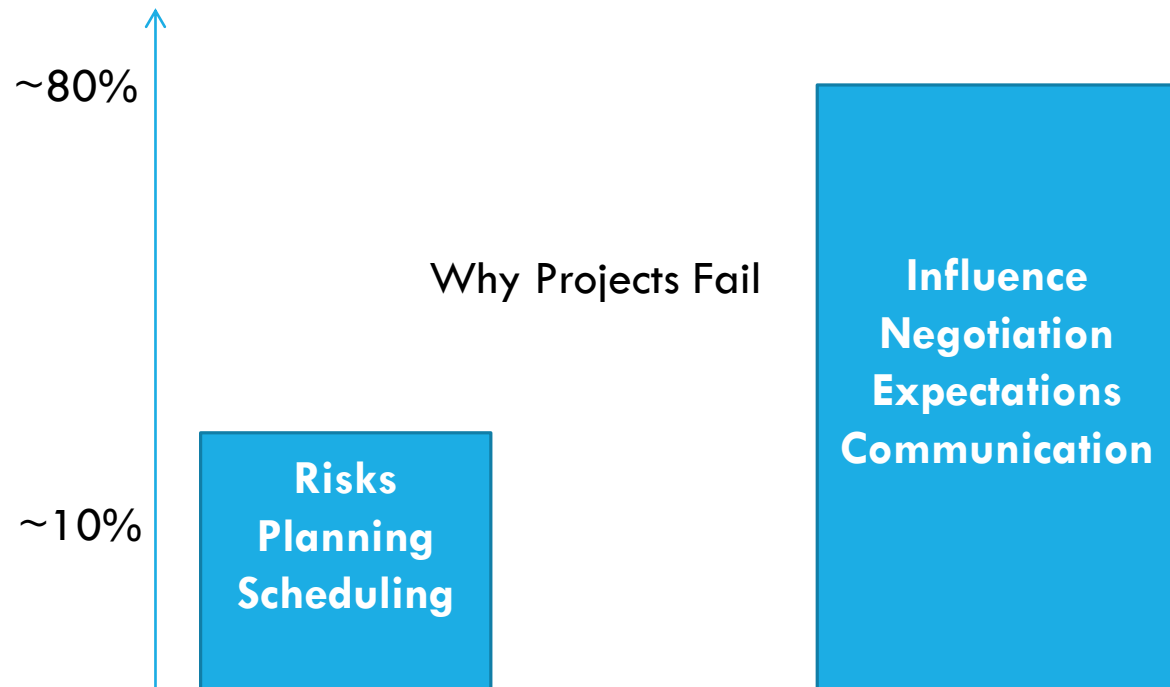 ~80%
Why Projects Fail
Influence
Negotiation
Expectations
Communication
~10%
Risks
Planning
Scheduling